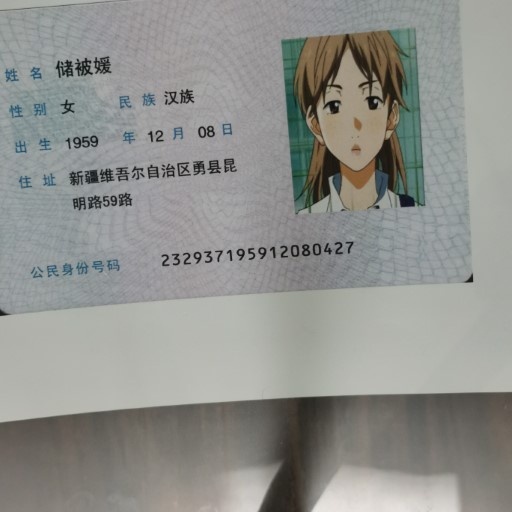 姓名 储被媛
性别 女 民族 汉族
出生 1959 年 12 月 08 日
住址 新疆维吾尔自治区勇县昆
明路59路
公民身份号码 232937195912080427